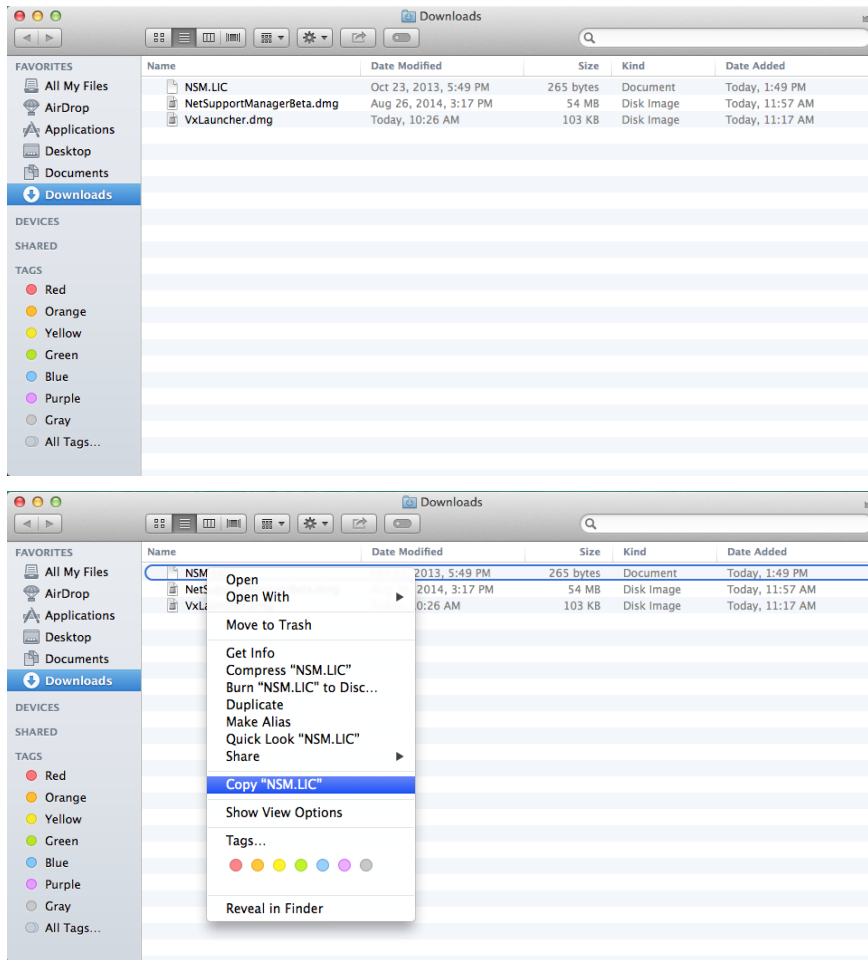 Downloads
FAVORITES Name Date Modified Size Kind Date Added
All My Files NSM.LIC Oct 23, 2013, 5:49 PM 265 bytes Document Today, 1:49 PM
AirDrop NetSupportManagerBeta.dmg Aug 26, 2014, 3:17 PM 54 MB Disk Image Today, 11:57 AM
VxLauncher.dmg Today, 10:26 AM 103 KB Disk Image Today, 11:17 AM
Applications
Desktop
Documents
Downloads
DEVICES
SHARED
TAGS
Red
Orange
Yellow
Green
Blue
Purple
Gray
All Tags...
Downloads
FAVORITES Name Date Modified Size Kind Date Added
All My Files NSM 2013, 5:49 PM 265 bytes Document Today, 1:49 PM
AirDrop NetS 2014, 3:17 PM 54 MB Disk Image Today, 11:57 AM
VxLa 0:26 AM 103 KB Disk Image Today, 11:17 AM
Applications
Desktop
Documents
Downloads
DEVICES
SHARED
TAGS
Red
Orange
Yellow
Green
Blue
Purple
Gray
All Tags...
Open
Open With
Move to Trash
Get Info
Compress “NSM.LIC”
Burn “NSM.LIC” to Disc...
Duplicate
Make Alias
Quick Look “NSM.LIC”
Share
Copy “NSM.LIC”
Show View Options
Tags...
Reveal in Finder